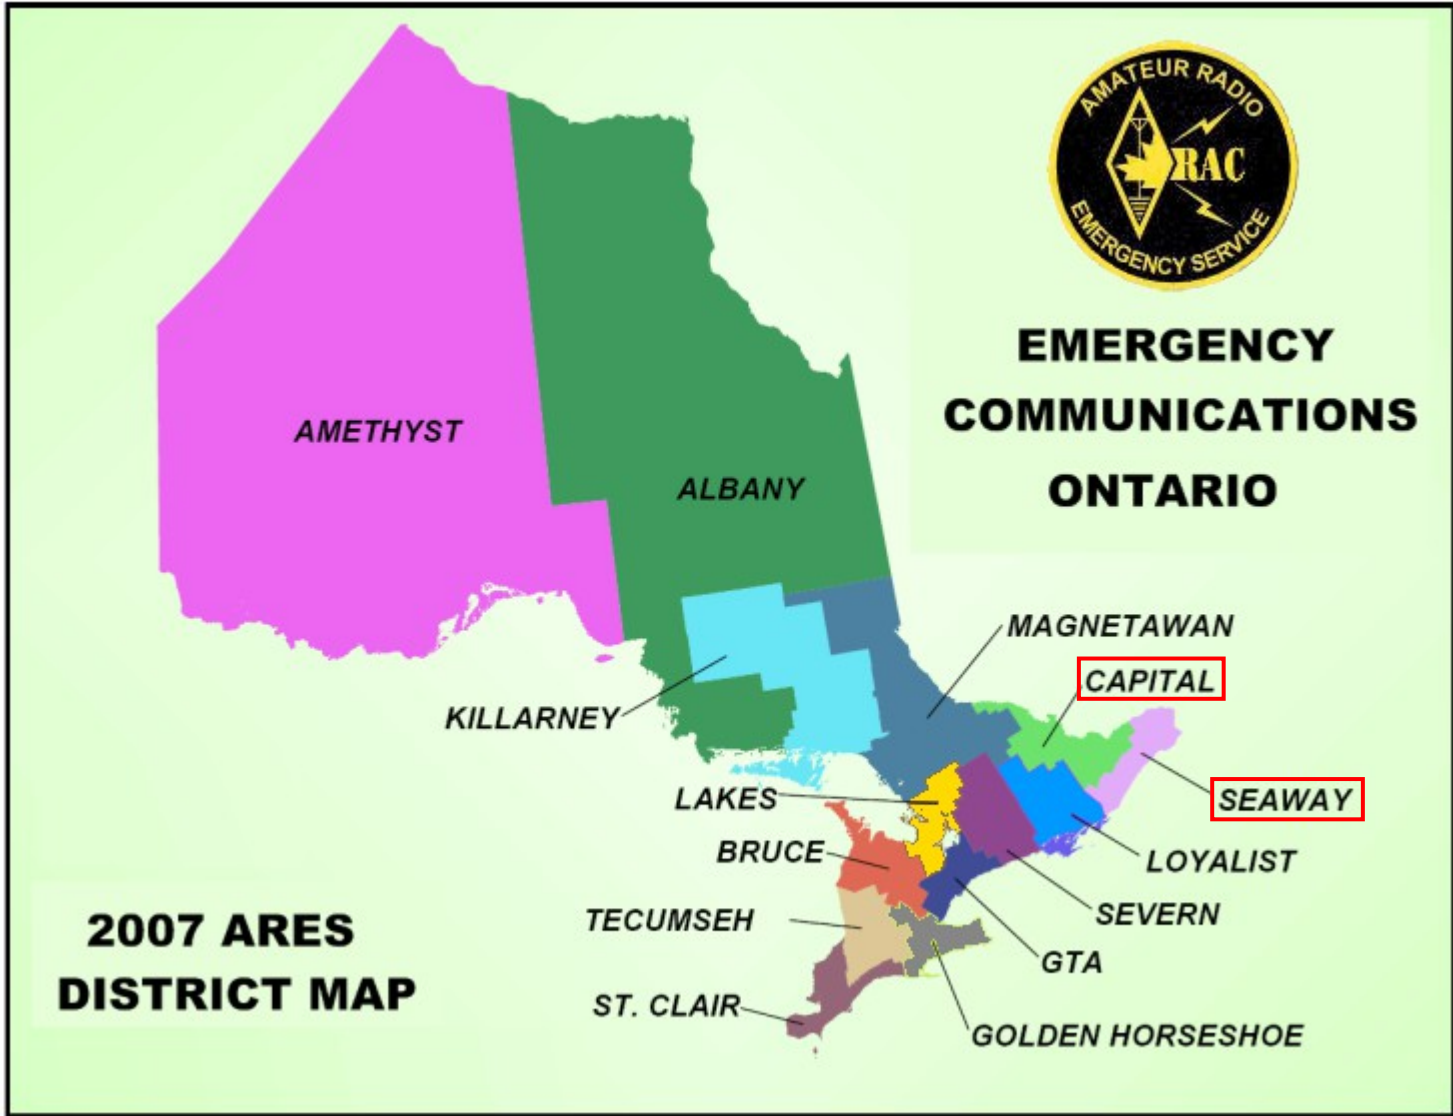 AMATEUR RADIO
RAC
EMERGENCY SERVICE
EMERGENCY
COMMUNICATIONS
ONTARIO
AMETHYST
ALBANY
MAGNETAWAN
CAPITAL
KILLARNEY
SEAWAY
LAKES
BRUCE
LOYALIST
TECUMSEH
SEVERN
GTA
ST. CLAIR
GOLDEN HORSESHOE
2007 ARES
DISTRICT MAP